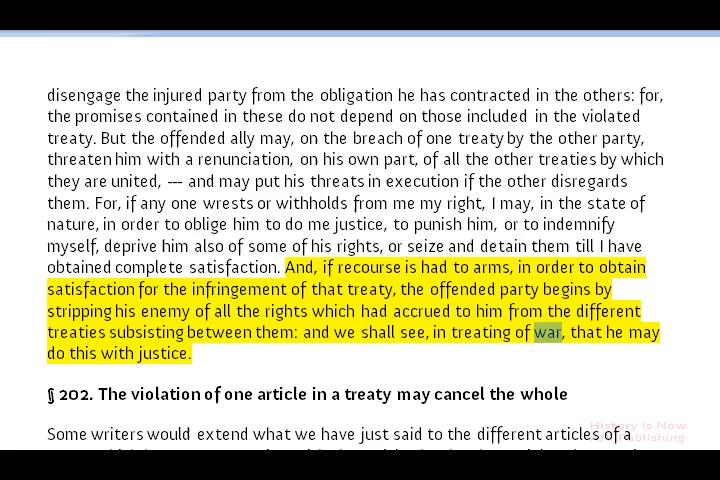 disengage the injured party from the obligation he has contracted in the others: for,
the promises contained in these do not depend on those included in the violated
treaty. But the offended ally may, on the breach of one treaty by the other party,
threaten him with a renunciation, on his own part, of all the other treaties by which
they are united, --- and may put his threats in execution if the other disregards
them. For, if any one wrests or withholds from me my right, I may, in the state of
nature, in order to oblige him to do me justice, to punish him, or to indemnify
myself, deprive him also of some of his rights, or seize and detain them till I have
obtained complete satisfaction. And, if recourse is had to arms, in order to obtain
satisfaction for the infringement of that treaty, the offended party begins by
stripping his enemy of all the rights which had accrued to him from the different
treaties subsisting between them: and we shall see, in treating of war, that he may
do this with justice.
§ 202. The violation of one article in a treaty may cancel the whole
Some writers would extend what we have just said to the different articles of a
History Is Now
Publishing